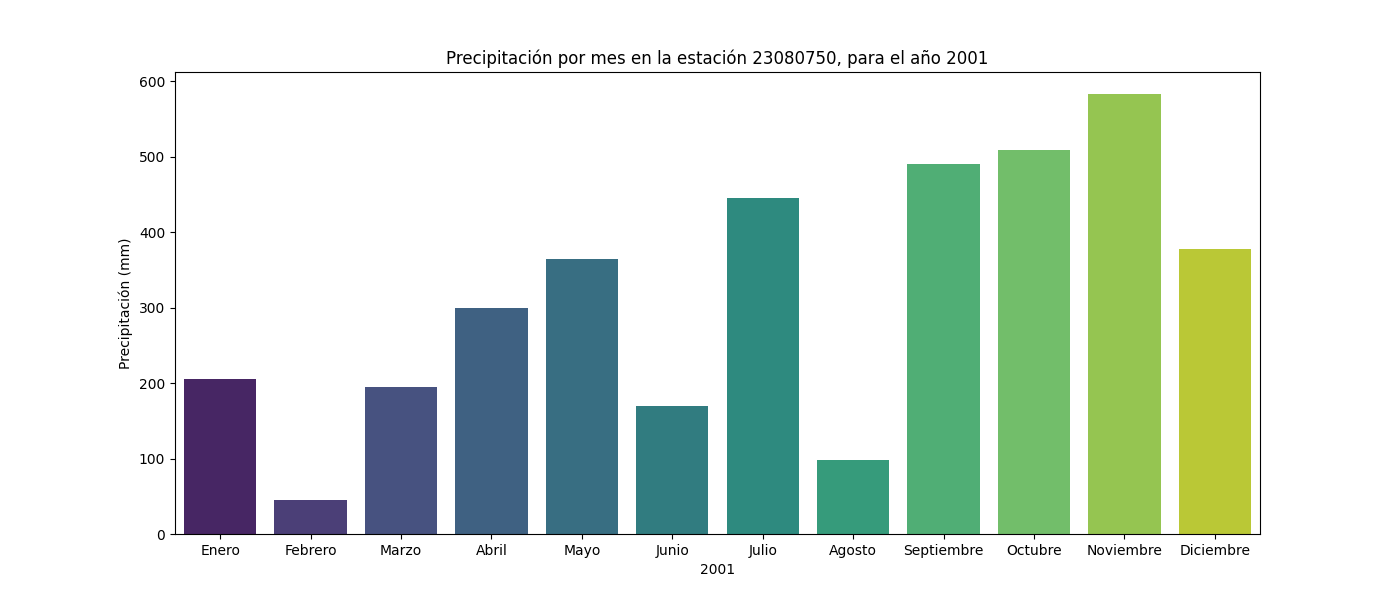 Precipitación por mes en la estación 23080750, para el año 2001
600
500
400
300
200
100
0
Precipitación (mm)
Enero Febrero Marzo Abril Mayo Junio Julio Agosto Septiembre Octubre Noviembre Diciembre
2001